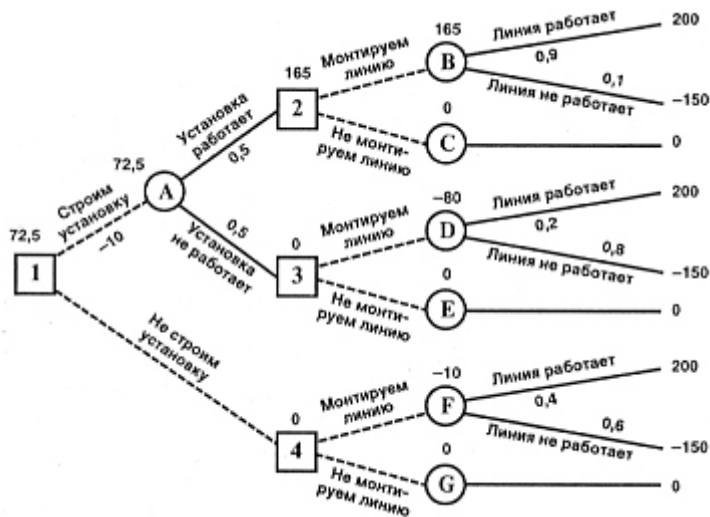 72,5
1
Строим
установку
–10
72,5
A
Установка
работает
0,5
0,5
Установка
не работает
Не строим
установку
165
2
Монтируем
линию
Не монти-
руем линию
165
B
Линия работает
0,9
200
0,1
Линия не работает
–150
0
C
0
0
3
Монтируем
линию
Не монти-
руем линию
–80
D
Линия работает
0,2
200
0,8
Линия не работает
–150
0
E
0
0
4
Монтируем
линию
Не монти-
руем линию
–10
F
Линия работает
0,4
200
0,6
Линия не работает
–150
0
G
0